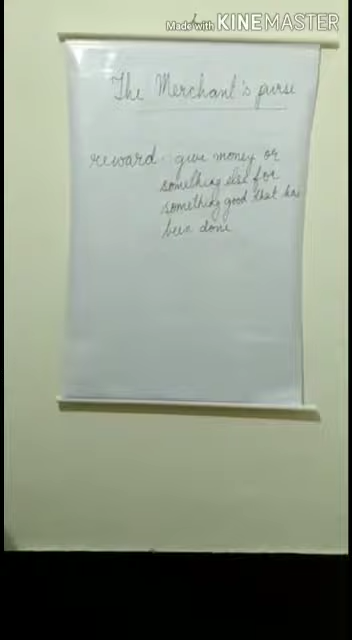 Made with KINEMASTER
The Merchant's purse
reward - give money or
something else for
something good that has
been done